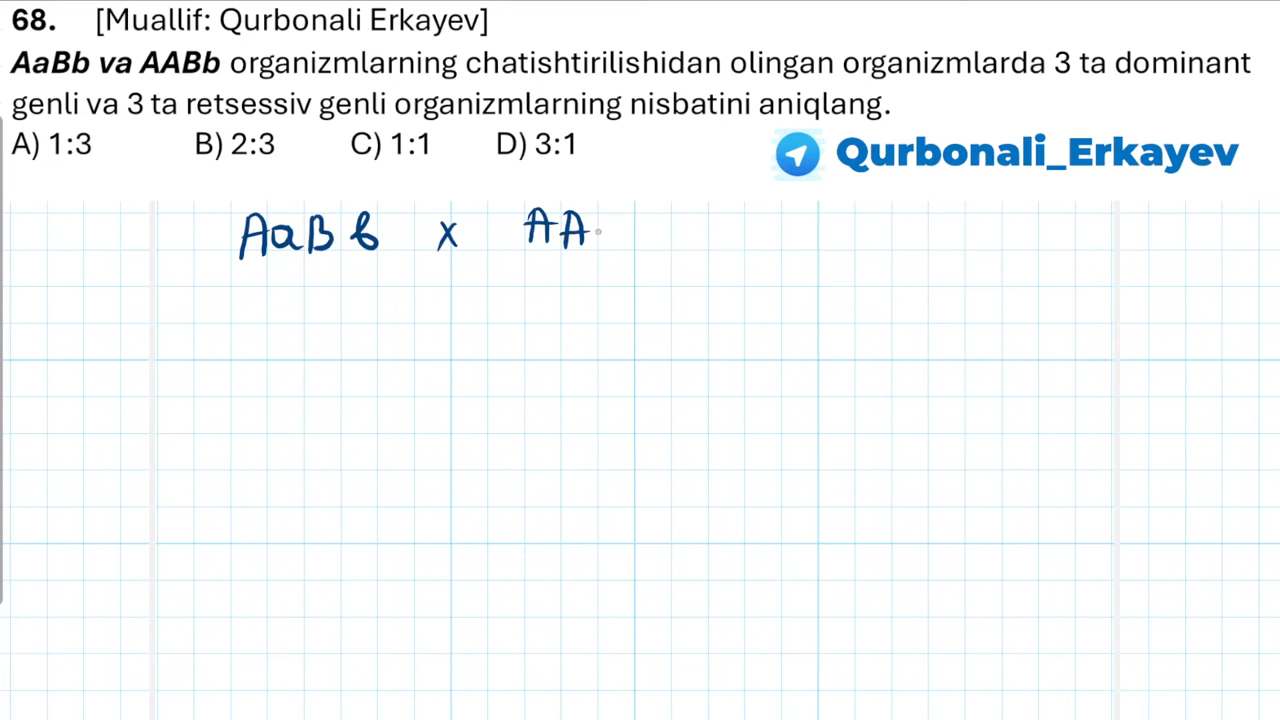 68. [Muallif: Qurbonali Erkayev]
AaBb va AABb organizmlarning chatishtirilishidan olingan organizmlarda 3 ta dominant
genli va 3 ta retsessiv genli organizmlarning nisbatini aniqlang.
A) 1:3 B) 2:3 C) 1:1 D) 3:1
Qurbonali_Erkayev
AaBb x AA